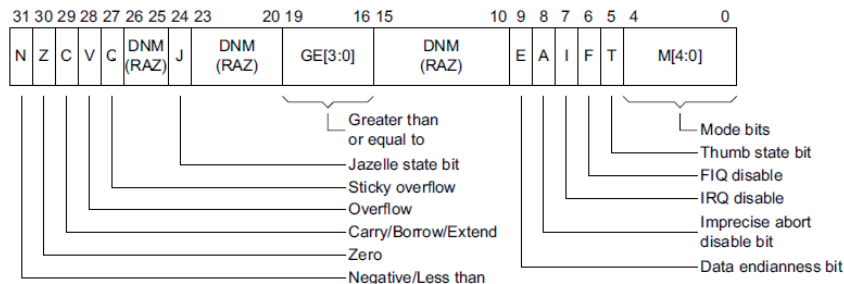 31 30 29 28 27 26 25 24 23 20 19 16 15 10 9 8 7 6 5 4 0
N Z C V Q DNM (RAZ) J DNM (RAZ) GE[3:0] DNM (RAZ) E A I F T M[4:0]
Greater than
or equal to
Jazelle state bit
Sticky overflow
Overflow
Carry/Borrow/Extend
Zero
Negative/Less than
Mode bits
Thumb state bit
FIQ disable
IRQ disable
Imprecise abort
disable bit
Data endianness bit